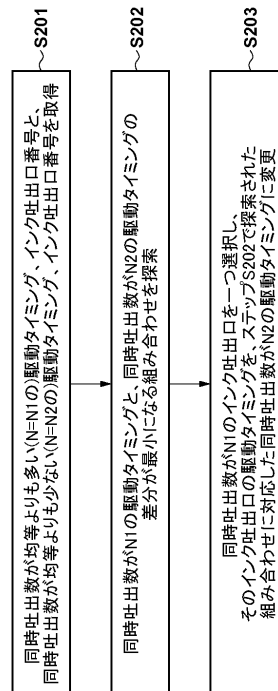 同時吐出数が均等よりも多い(N=N1の)駆動タイミング、インク吐出口番号と、
同時吐出数が均等よりも少ない(N=N2の)駆動タイミング、インク吐出口番号を取得
S201
同時吐出数がN1の駆動タイミングと、同時吐出数がN2の駆動タイミングの
差分が最小になる組み合わせを探索
S202
同時吐出数がN1のインク吐出口を一つ選択し、
そのインク吐出口の駆動タイミングを、ステップS202で探索された
組み合わせに対応した同時吐出数がN2の駆動タイミングに変更
S203